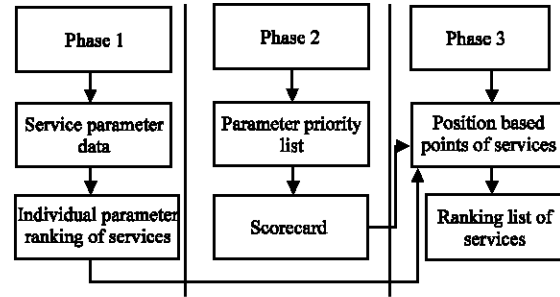 Phase 1
Service parameter
data
Individual parameter
ranking of services
Phase 2
Parameter priority
list
Scorecard
Phase 3
Position based
points of services
Ranking list of
services